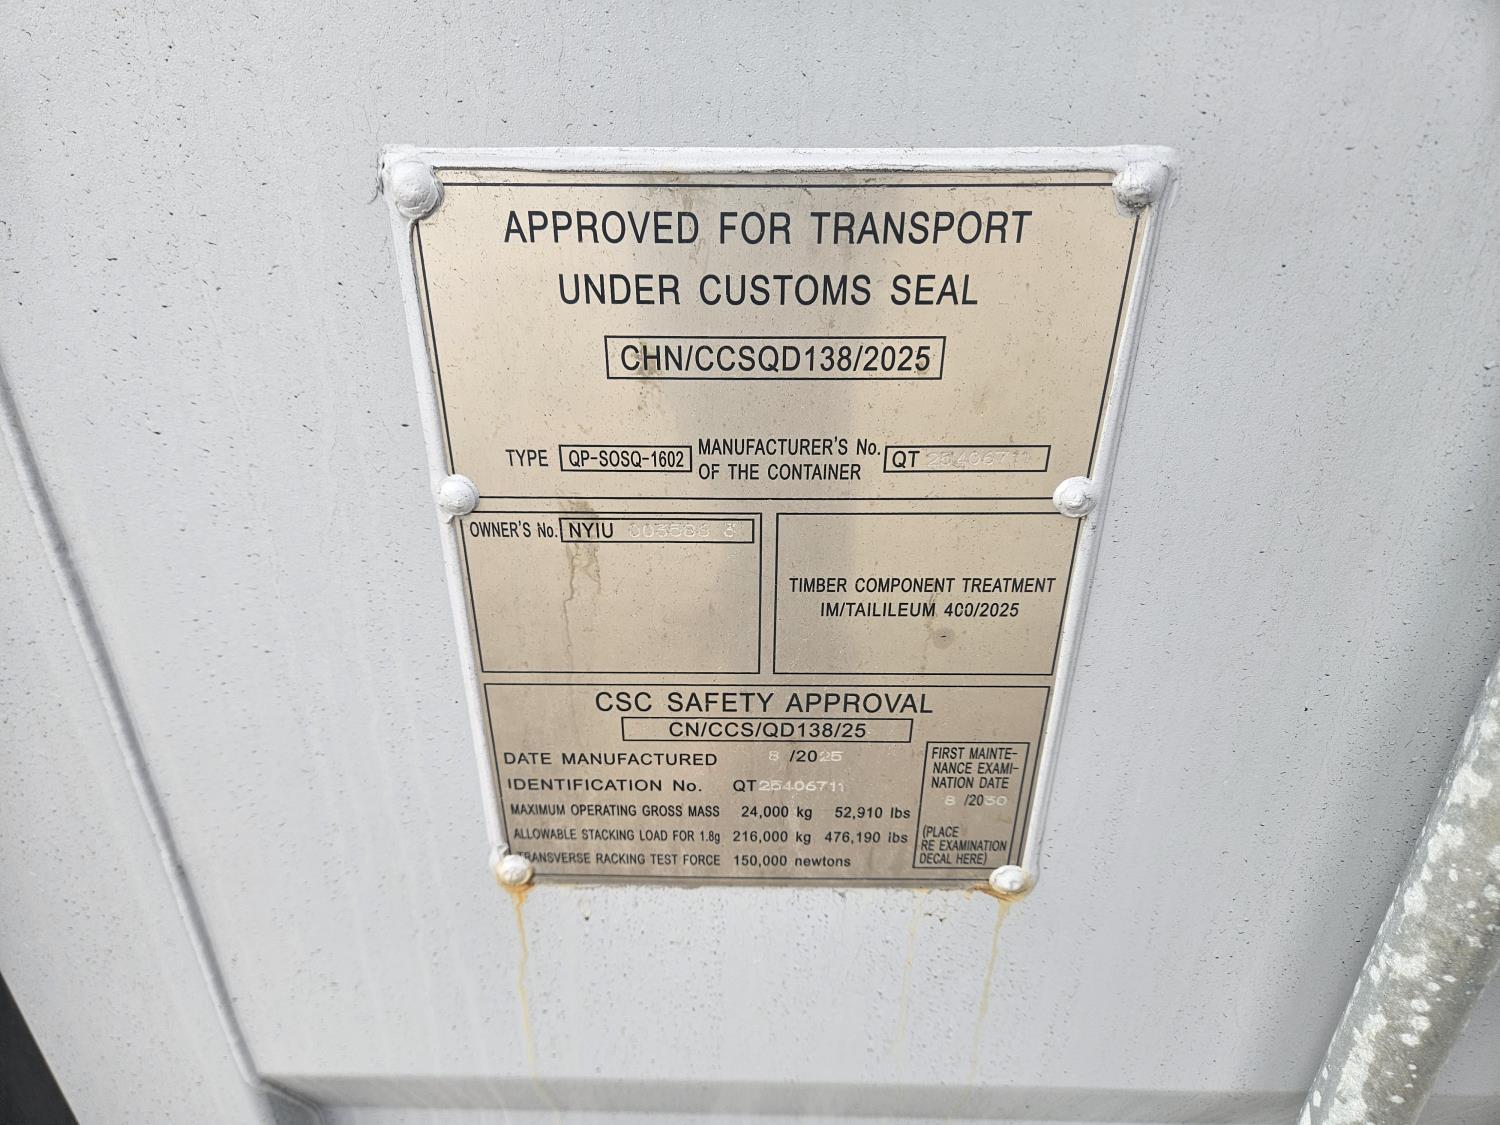 APPROVED FOR TRANSPORT
UNDER CUSTOMS SEAL
CHN/CCSQD138/2025
TYPE QP-SOSQ-1602 MANUFACTURER'S No. OF THE CONTAINER QT 25406711
OWNER'S No. NYIU
TIMBER COMPONENT TREATMENT
IM/TAILILEUM 400/2025
CSC SAFETY APPROVAL
CN/CCS/QD138/25
DATE MANUFACTURED 8 /2025
IDENTIFICATION No. QT25406711
MAXIMUM OPERATING GROSS MASS 24,000 kg 52,910 lbs
ALLOWABLE STACKING LOAD FOR 1.8g 216,000 kg 476,190 lbs
TRANSVERSE RACKING TEST FORCE 150,000 newtons
FIRST MAINTE-
NANCE EXAMI-
NATION DATE
8 /2030
(PLACE
RE EXAMINATION
DECAL HERE)